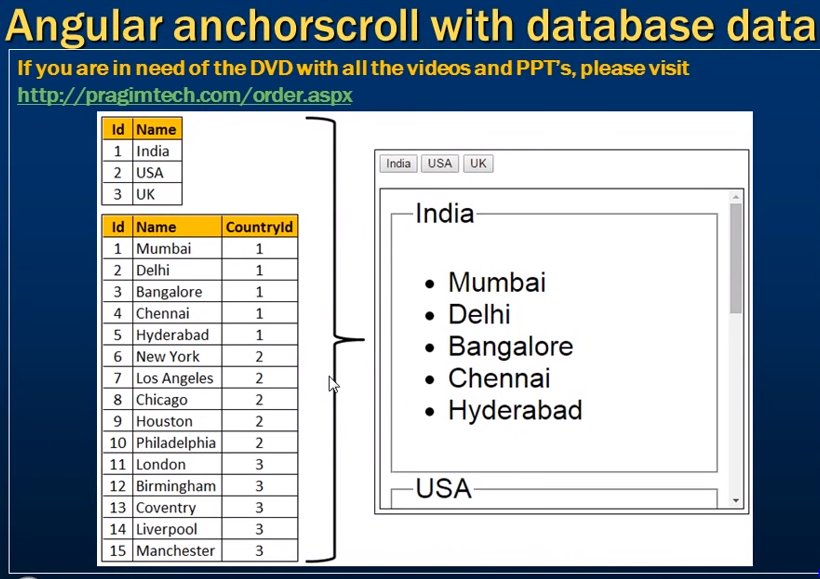 Angular anchorscroll with database data
If you are in need of the DVD with all the videos and PPT's, please visit
http://pragimtech.com/order.aspx
Id Name
1 India
2 USA
3 UK
Id Name CountryId
1 Mumbai 1
2 Delhi 1
3 Bangalore 1
4 Chennai 1
5 Hyderabad 1
6 New York 2
7 Los Angeles 2
8 Chicago 2
9 Houston 2
10 Philadelphia 2
11 London 3
12 Birmingham 3
13 Coventry 3
14 Liverpool 3
15 Manchester 3
India USA UK
India
• Mumbai
• Delhi
• Bangalore
• Chennai
• Hyderabad
USA